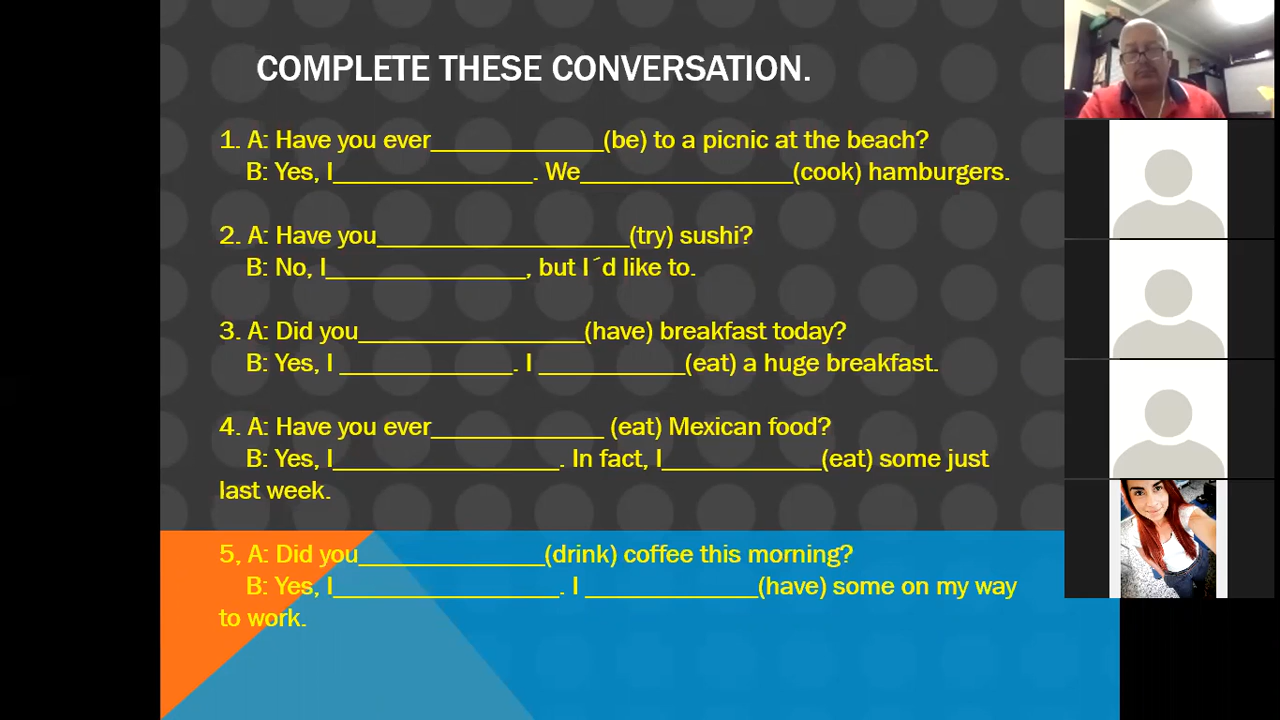 COMPLETE THESE CONVERSATION.
1. A: Have you ever_____________(be) to a picnic at the beach?
B: Yes, I_______________. We________________(cook) hamburgers.
2. A: Have you___________________(try) sushi?
B: No, I_______________, but I´d like to.
3. A: Did you_________________(have) breakfast today?
B: Yes, I _____________. I ___________(eat) a huge breakfast.
4. A: Have you ever_____________ (eat) Mexican food?
B: Yes, I_________________. In fact, I____________(eat) some just
last week.
5, A: Did you______________(drink) coffee this morning?
B: Yes, I_________________. I _____________(have) some on my way
to work.